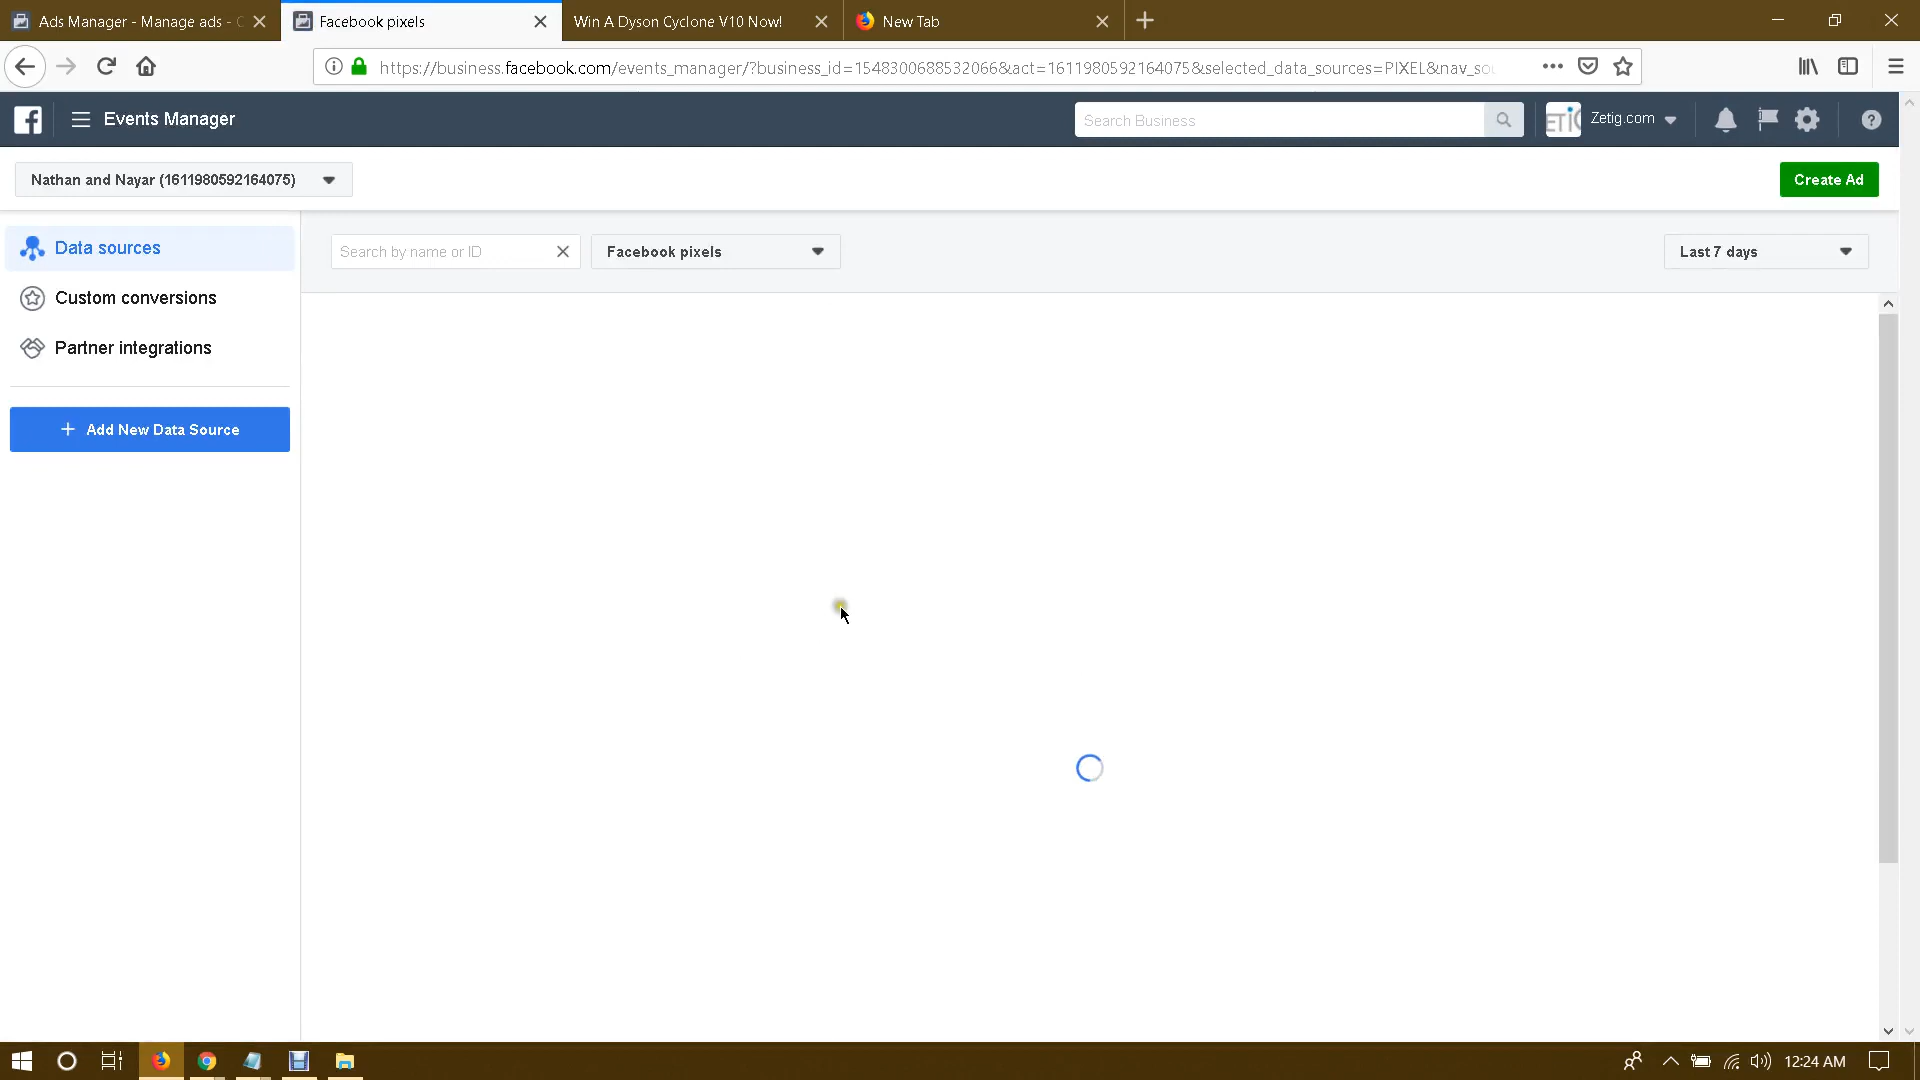 Ads Manager - Manage ads - C
Facebook pixels
Win A Dyson Cyclone V10 Now!
New Tab
https://business.facebook.com/events_manager/?business_id=1548300688532066&act=1611980592164075&selected_data_sources=PIXEL&nav_sou
Events Manager
Search Business
ETIG
Zetig.com
Nathan and Nayar (1611980592164075)
Create Ad
Data sources
Search by name or ID
Facebook pixels
Last 7 days
Custom conversions
Partner integrations
+ Add New Data Source
12:24 AM